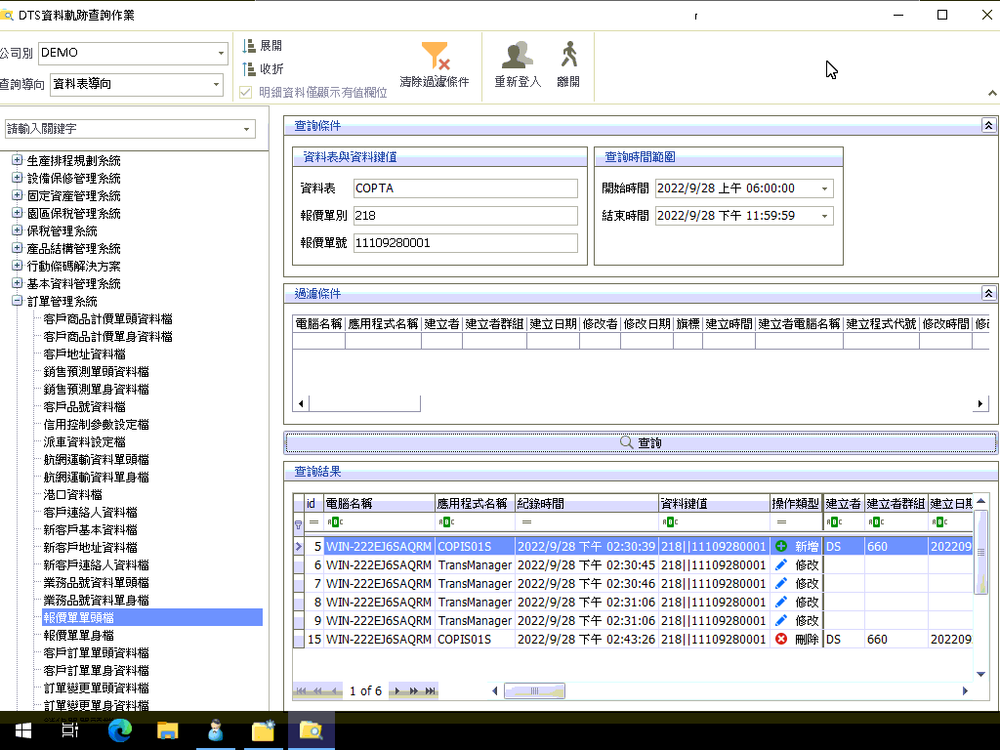 DTS資料軌跡查詢作業
公司別 DEMO
查詢導向 資料表導向
展開
收折
明細資料僅顯示有值欄位
清除過濾條件
重新登入
離開
請輸入關鍵字
生產排程規劃系統
設備保修管理系統
固定資產管理系統
園區保稅管理系統
保稅管理系統
產品結構管理系統
行動條碼解決方案
基本資料管理系統
訂單管理系統
客戶商品計價單頭資料檔
客戶商品計價單身資料檔
客戶地址資料檔
銷售預測單頭資料檔
銷售預測單身資料檔
客戶品號資料檔
信用控制參數設定檔
派車資料設定檔
航網運輸資料單頭檔
航網運輸資料單身檔
港口資料檔
客戶連絡人資料檔
新客戶基本資料檔
新客戶地址資料檔
新客戶連絡人資料檔
業務品號資料單頭檔
業務品號資料單身檔
報價單單頭檔
報價單單身檔
客戶訂單單頭資料檔
客戶訂單單身資料檔
訂單變更單頭資料檔
訂單變更單身資料檔
查詢條件
資料表與資料鍵值
資料表 COPTA
報價單別 218
報價單號 11109280001
查詢時間範圍
開始時間 2022/9/28 上午 06:00:00
結束時間 2022/9/28 下午 11:59:59
過濾條件
電腦名稱 應用程式名稱 建立者 建立者群組 建立日期 修改者 修改日期 旗標 建立時間 建立者電腦名稱 建立程式代號 修改時間 修改
查詢
查詢結果
id 電腦名稱 應用程式名稱 紀錄時間 資料鍵值 操作類型 建立者 建立者群組 建立日期
5 WIN-222EJ6SAQRM COPIS01S 2022/9/28 下午 02:30:39 218||11109280001 新增 DS 660 202209
6 WIN-222EJ6SAQRM TransManager 2022/9/28 下午 02:30:45 218||11109280001 修改
7 WIN-222EJ6SAQRM TransManager 2022/9/28 下午 02:30:46 218||11109280001 修改
8 WIN-222EJ6SAQRM TransManager 2022/9/28 下午 02:31:06 218||11109280001 修改
9 WIN-222EJ6SAQRM TransManager 2022/9/28 下午 02:31:06 218||11109280001 修改
15 WIN-222EJ6SAQRM COPIS01S 2022/9/28 下午 02:43:26 218||11109280001 刪除 DS 660 202209
1 of 6